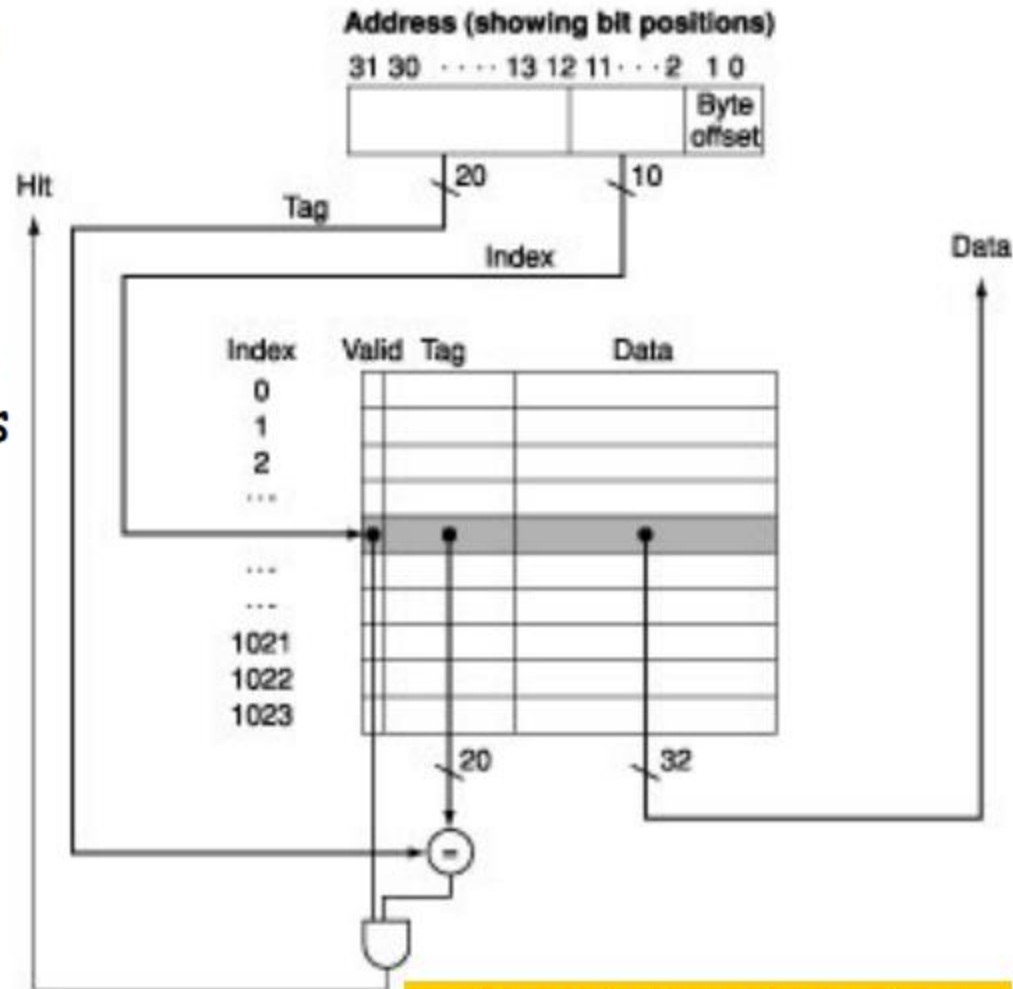 Address (showing bit positions)
31 30 ····· 13 12 11 ··· 2 1 0
Byte
offset
20
10
Hit
Tag
Index
Data
Index Valid Tag Data
0
1
2
...
...
...
1021
1022
1023
20
32
=
s